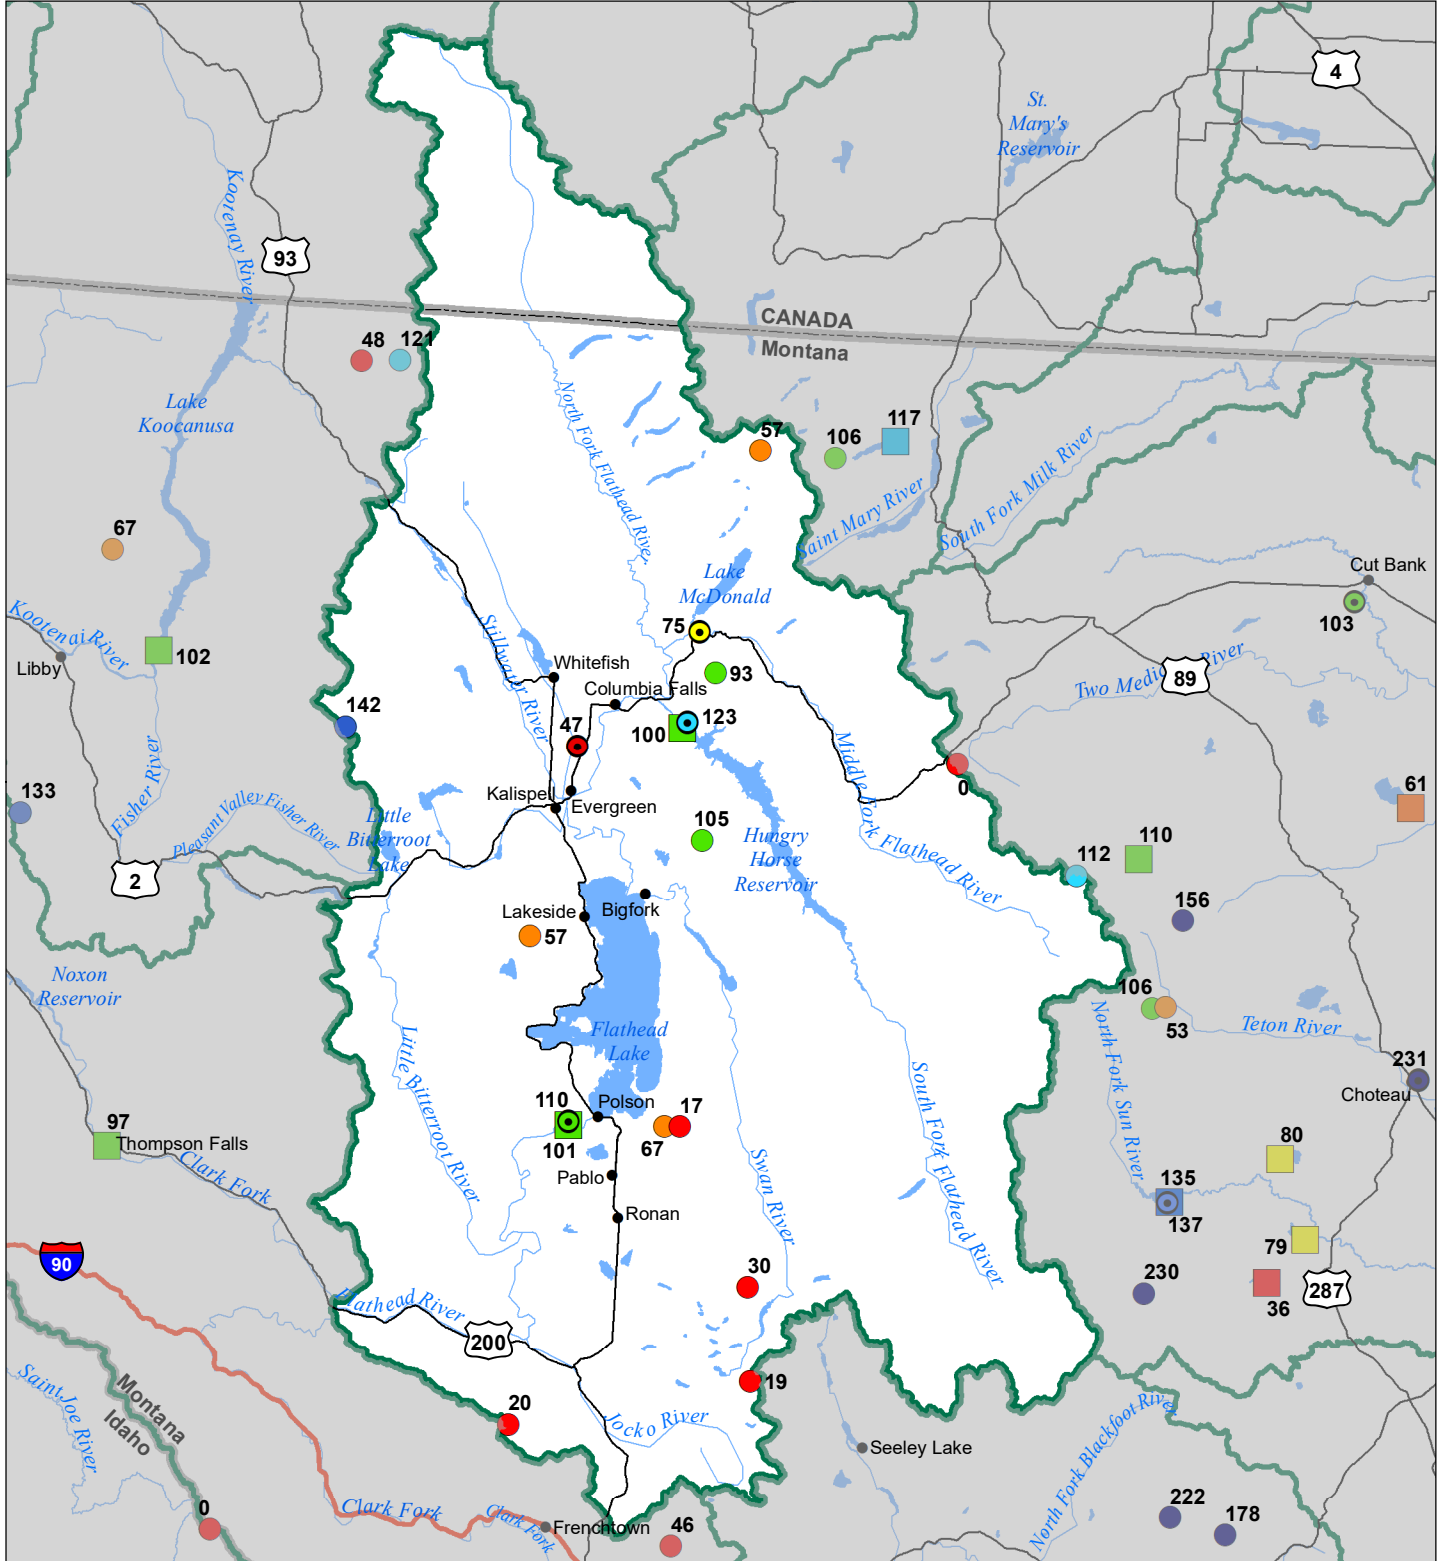 4
St.
Mary's
Reservoir
Kootenay River
93
CANADA
Montana
48
121
Lake
Koocanusa
North Fork Flathead River
57
106
117
Saint Mary River
South Fork Milk River
67
Cut Bank
103
Lake
McDonald
Kootenai River
Libby
102
75
Stillwater River
Whitefish
93
Columbia Falls
Two Medicine River
89
142
47
100
123
Middle Fork Flathead River
0
133
Fisher River
Pleasant Valley Fisher River
Kalispell
Evergreen
Little
Bitterroot
Lake
105
Hungry
Horse
Reservoir
61
2
110
112
Lakeside
Bigfork
156
57
Noxon
Reservoir
106
53
North Fork Sun River
Teton River
Flathead
Lake
Little Bitterroot River
South Fork Flathead River
231
Choteau
97
Thompson Falls
Clark Fork
110
101
Polson
67
17
Pablo
Swan River
80
135
137
Ronan
79
90
30
230
36
287
Flathead River
200
Saint Joe River
Montana
Idaho
20
19
Jocko River
North Fork Blackfoot River
Seeley Lake
0
Clark Fork
Clark Fork
Frenchtown
46
222
178